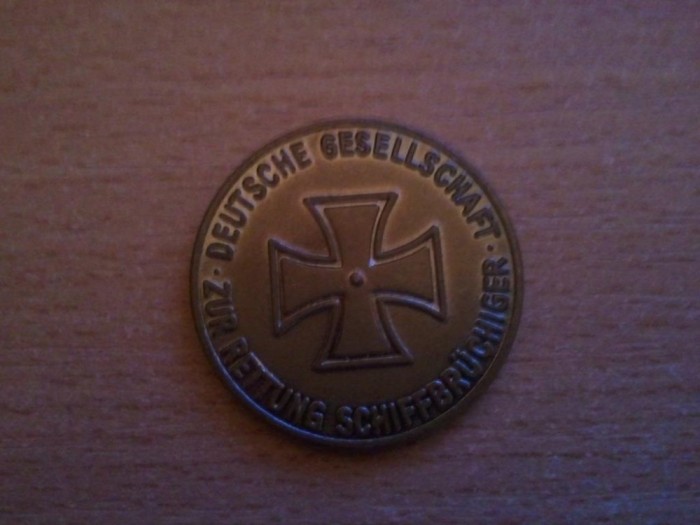 · DEUTSCHE GESELLSCHAFT ·
ZUR RETTUNG SCHIFFBRÜCHIGER